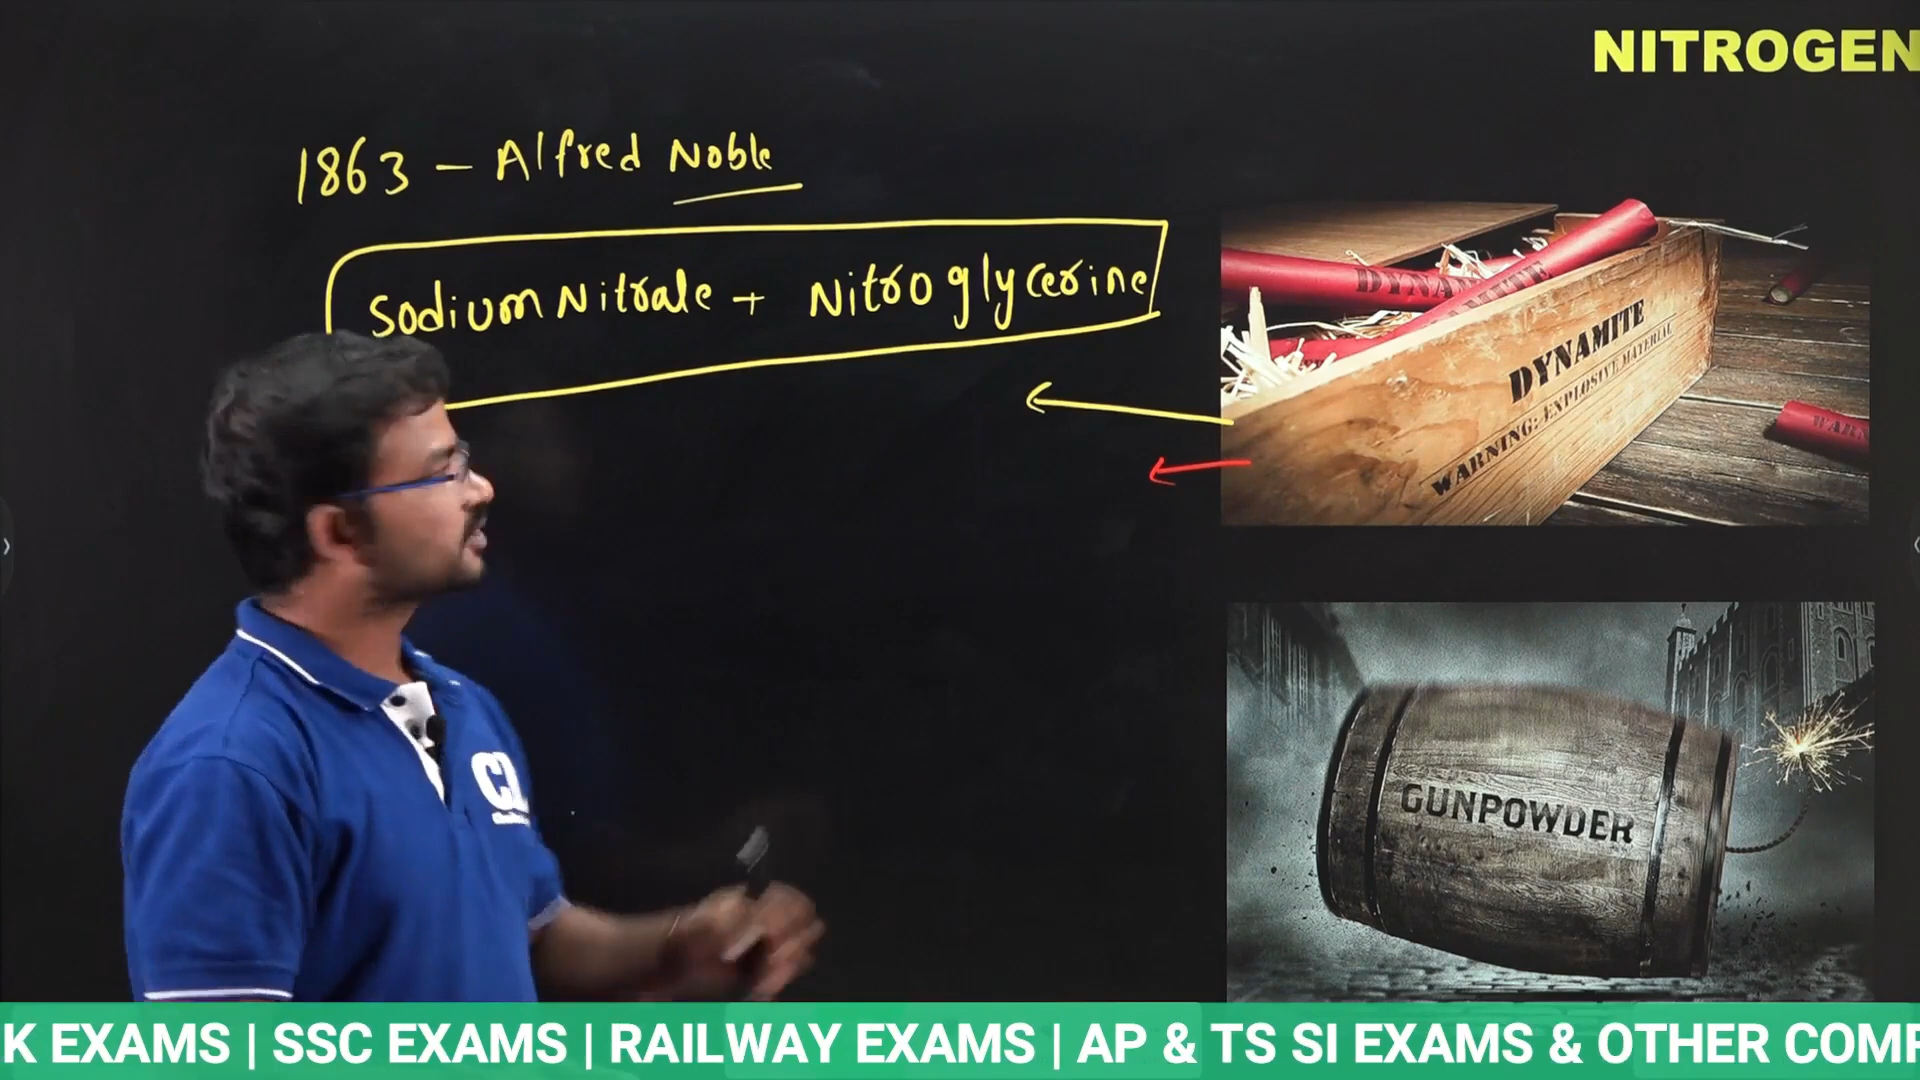 NITROGEN
1863 - Alfred Noble
Sodium Nitrate + Nitroglycerine
DYNAMITE
DYNAMITE
WARNING: EXPLOSIVE MATERIAL
GUNPOWDER
K EXAMS | SSC EXAMS | RAILWAY EXAMS | AP & TS SI EXAMS & OTHER COMP